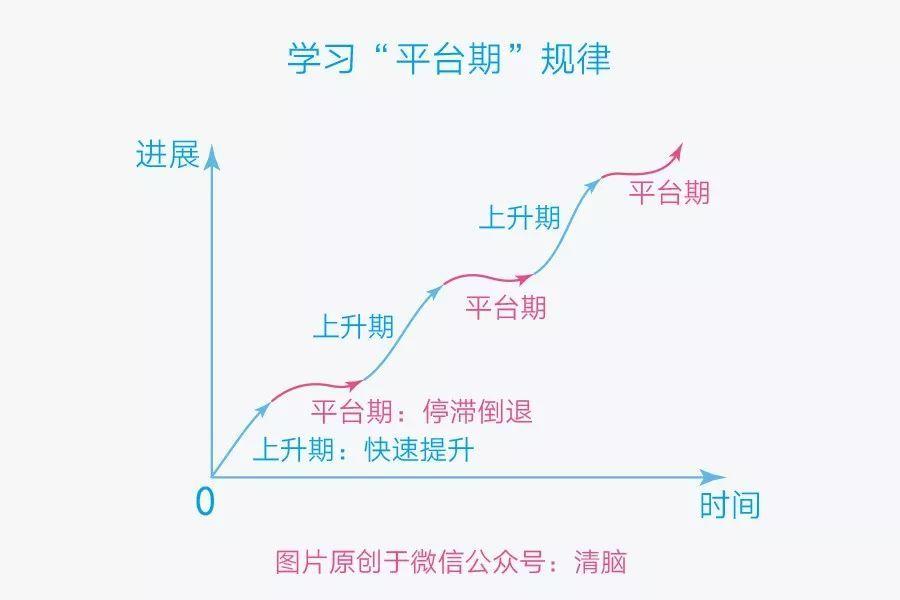 学习“平台期”规律
进展
平台期
上升期
平台期
上升期
平台期：停滞倒退
上升期：快速提升
0
时间
图片原创于微信公众号：清脑